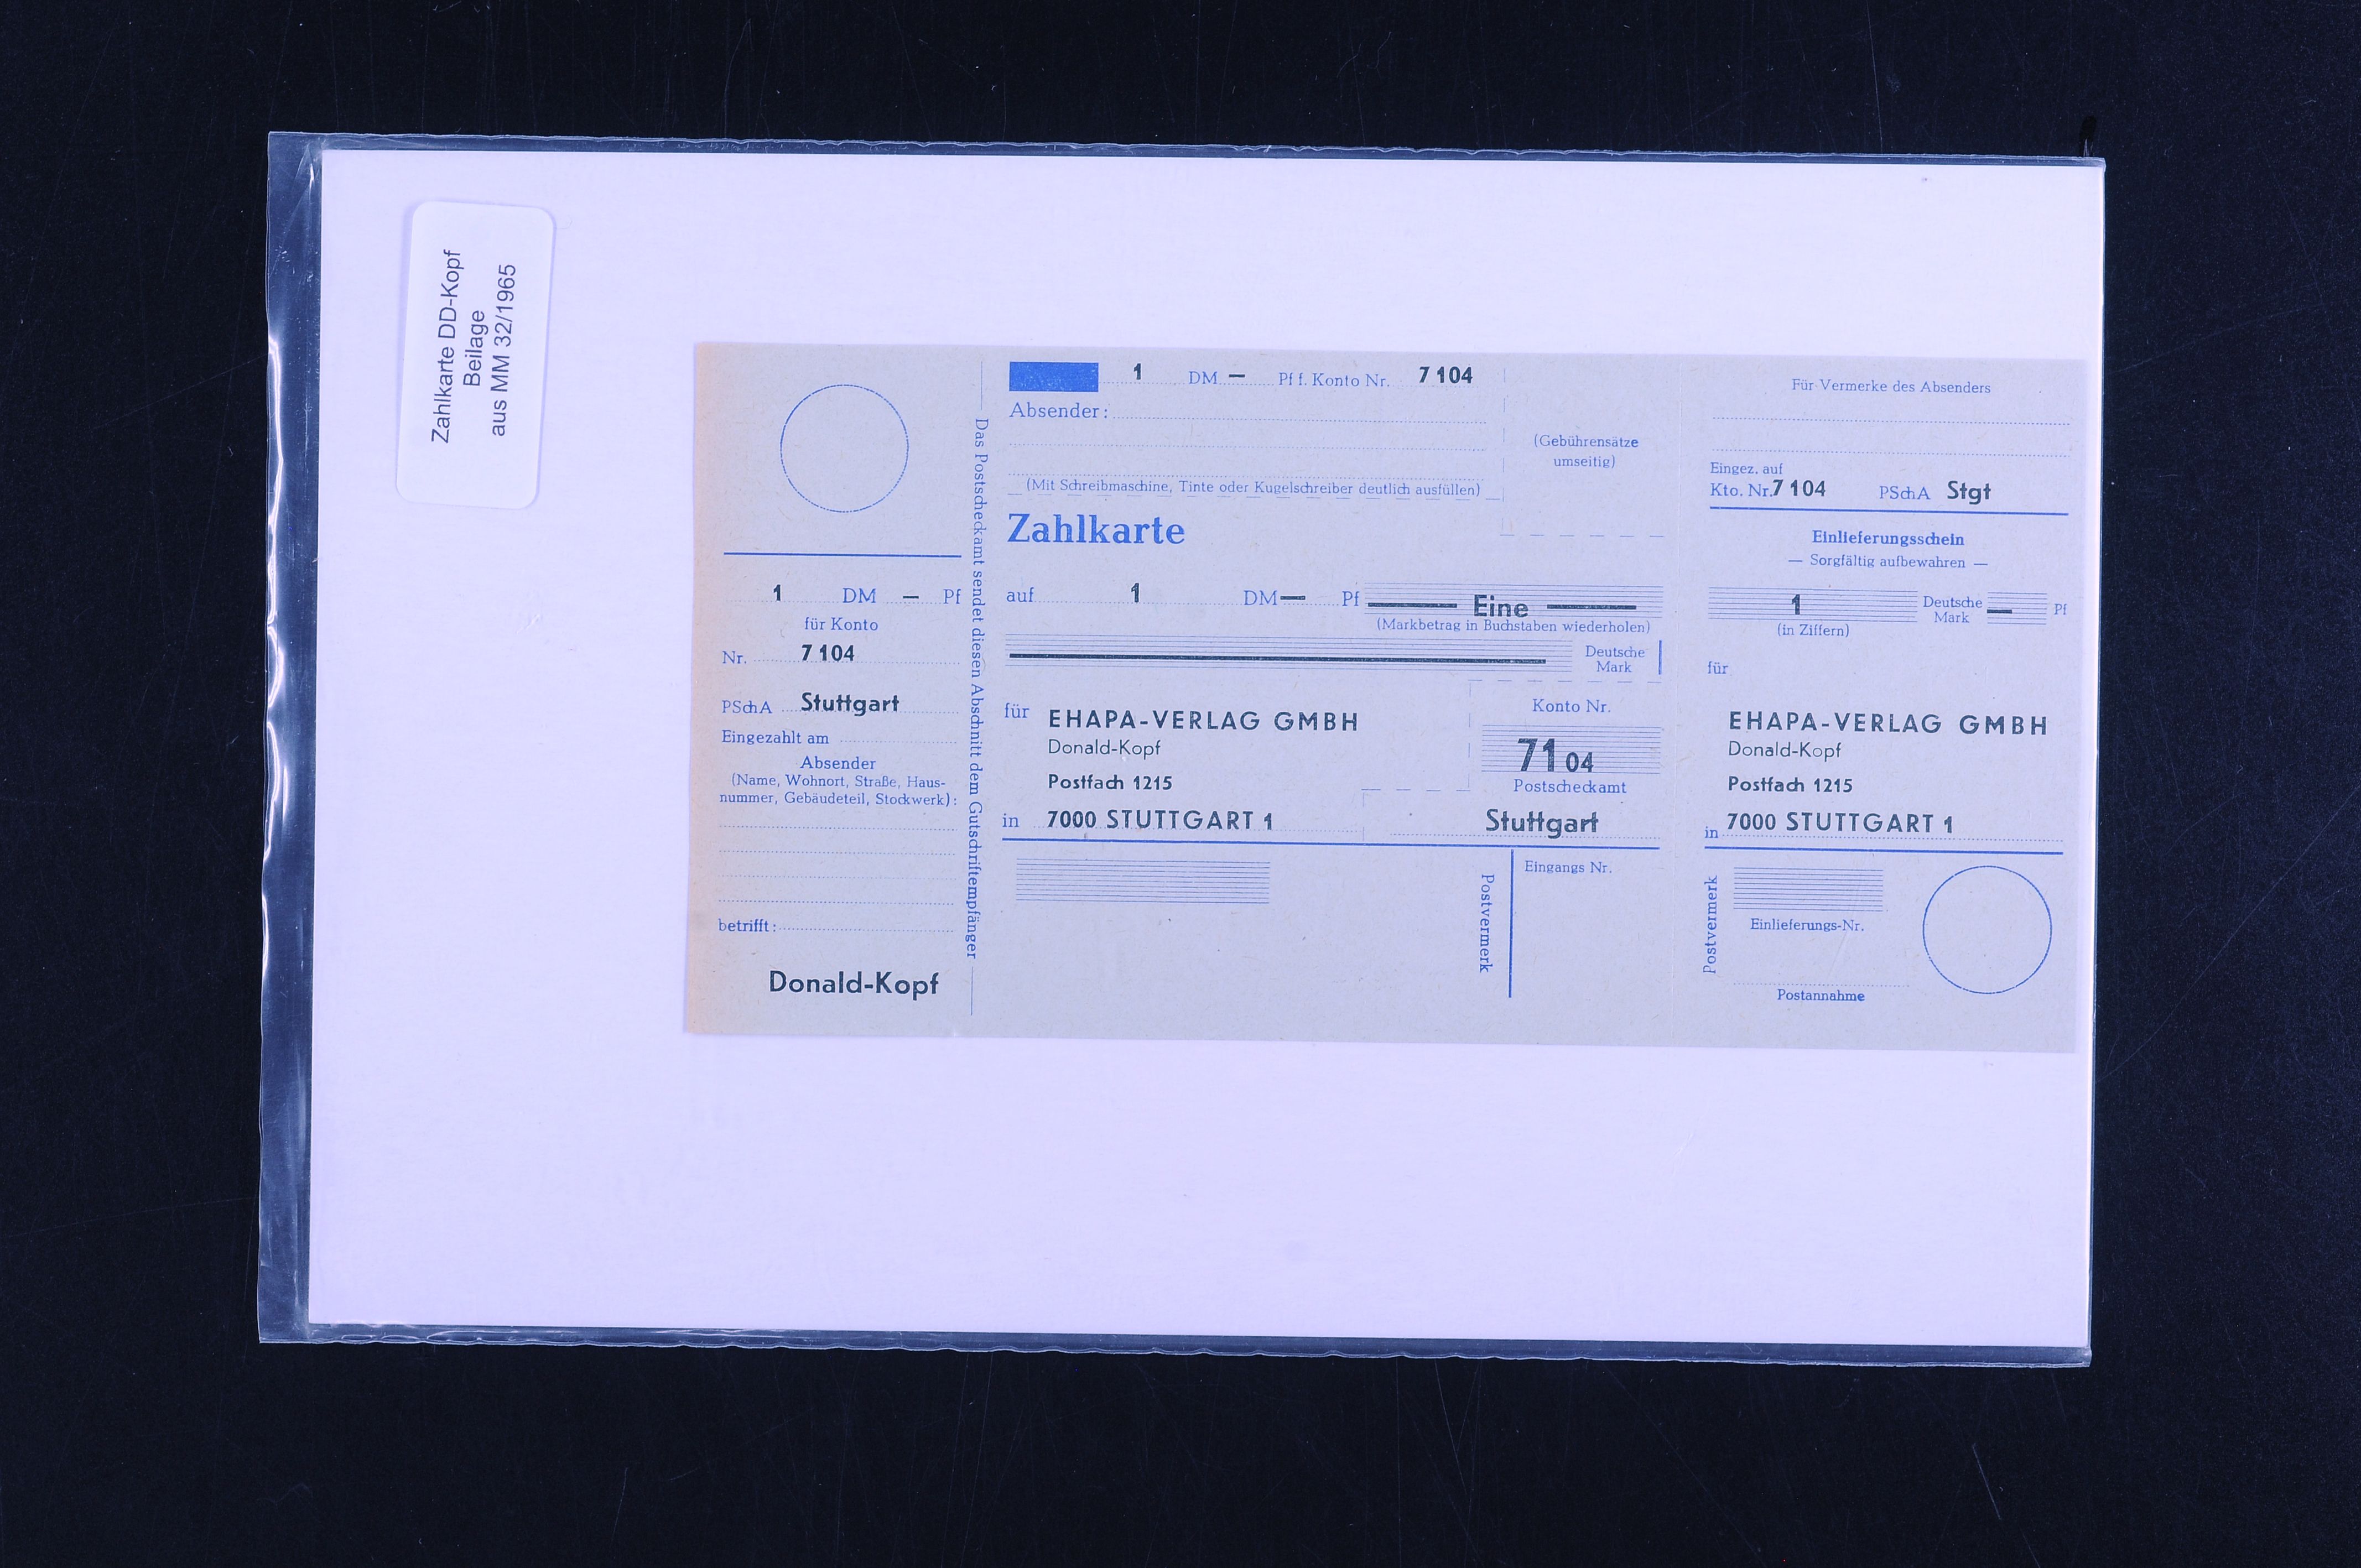 Zahlkarte DD-Kopf
Beilage
aus MM 32/1965
1 DM — Pf
für Konto
Nr. 7 104
PSchA Stuttgart
Eingezahlt am
Absender
(Name, Wohnort, Straße, Haus-
nummer, Gebäudeteil, Stockwerk):
betrifft:
Donald-Kopf
Das Postscheckamt sendet diesen Abschnitt dem Gutschriftempfänger
1 DM — Pf f. Konto Nr. 7 104
Absender:
(Mit Schreibmaschine, Tinte oder Kugelschreiber deutlich ausfüllen)
(Gebührensätze
umseitig)
Zahlkarte
auf 1 DM — Pf — Eine —
(Markbetrag in Buchstaben wiederholen)
Deutsche
Mark
für EHAPA-VERLAG GMBH
Donald-Kopf
Postfach 1215
in 7000 STUTTGART 1
Konto Nr.
71 04
Postscheckamt
Stuttgart
Postvermerk
Eingangs Nr.
Für Vermerke des Absenders
Eingez. auf
Kto. Nr. 7 104 PSchA Stgt
Einlieferungsschein
— Sorgfältig aufbewahren —
1 Deutsche Mark — Pf
(in Ziffern)
für
EHAPA-VERLAG GMBH
Donald-Kopf
Postfach 1215
in 7000 STUTTGART 1
Postvermerk
Einlieferungs-Nr.
Postannahme